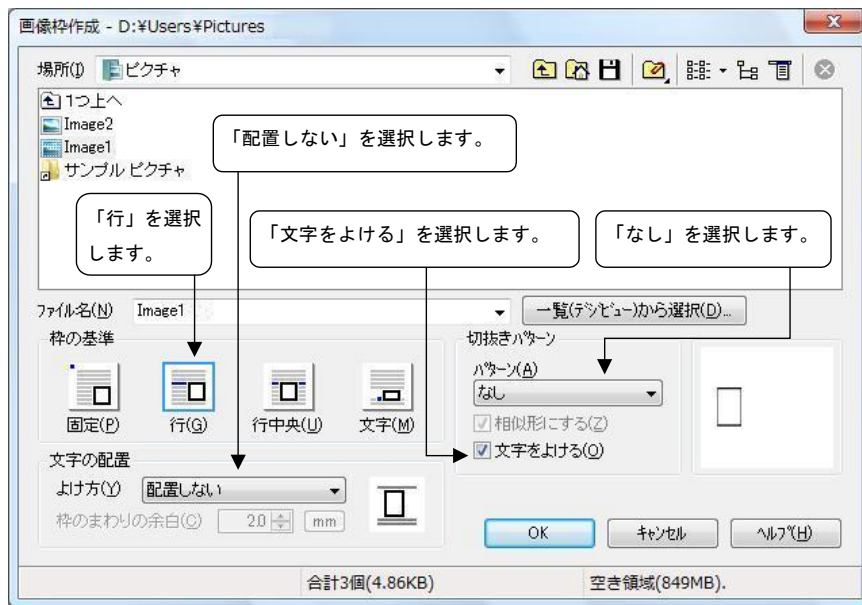 画像枠作成 - D:¥Users¥Pictures
場所(I) ピクチャ
1つ上へ
Image2
Image1
サンプル ピクチャ
「配置しない」を選択します。
「行」を選択
します。
「文字をよける」を選択します。
「なし」を選択します。
ファイル名(N) Image1 一覧(デジビュー)から選択(D)...
枠の基準
固定(P) 行(G) 行中央(U) 文字(M)
切抜きパターン
パターン(A)
なし
相似形にする(Z)
文字をよける(O)
文字の配置
よけ方(Y) 配置しない
枠のまわりの余白(C) 2.0 mm
OK キャンセル ヘルプ(H)
合計3個(4.86KB) 空き領域(849MB).